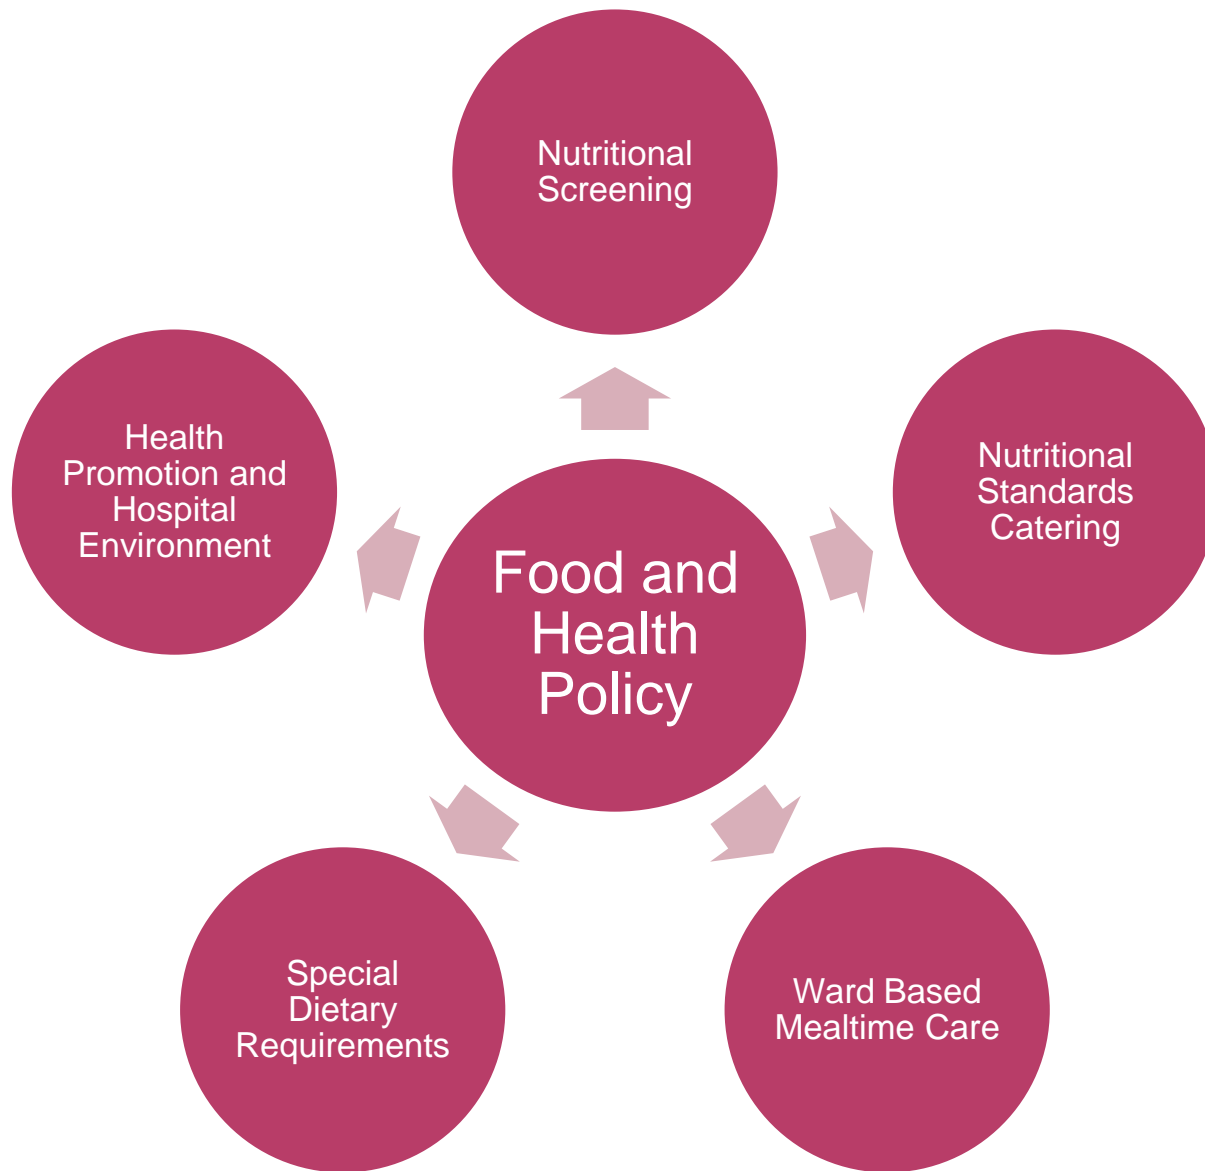 Nutritional
Screening
Health
Promotion and
Hospital
Environment
Nutritional
Standards
Catering
Food and
Health
Policy
Special
Dietary
Requirements
Ward Based
Mealtime Care